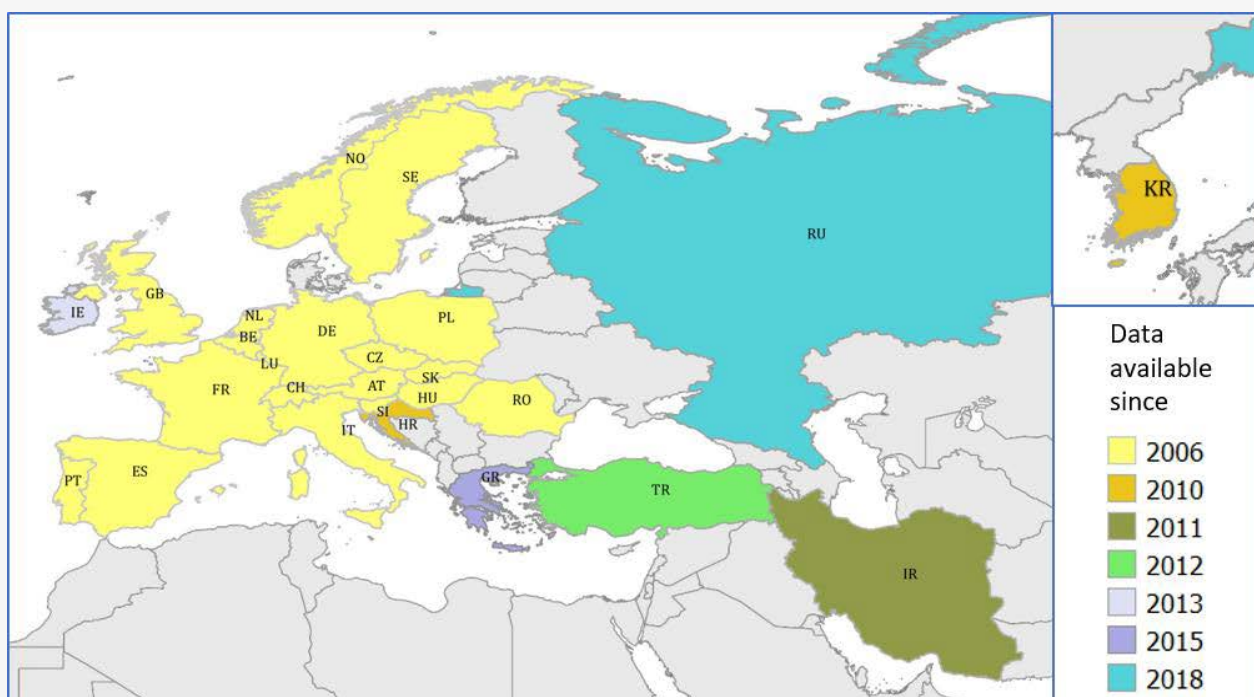 NO
SE
RU
GB
IE
NL
BE
DE
PL
LU
CZ
FR
CH
AT
SK
HU
SI
RO
IT
HR
PT
ES
GR
TR
IR
KR
Data
available
since
2006
2010
2011
2012
2013
2015
2018